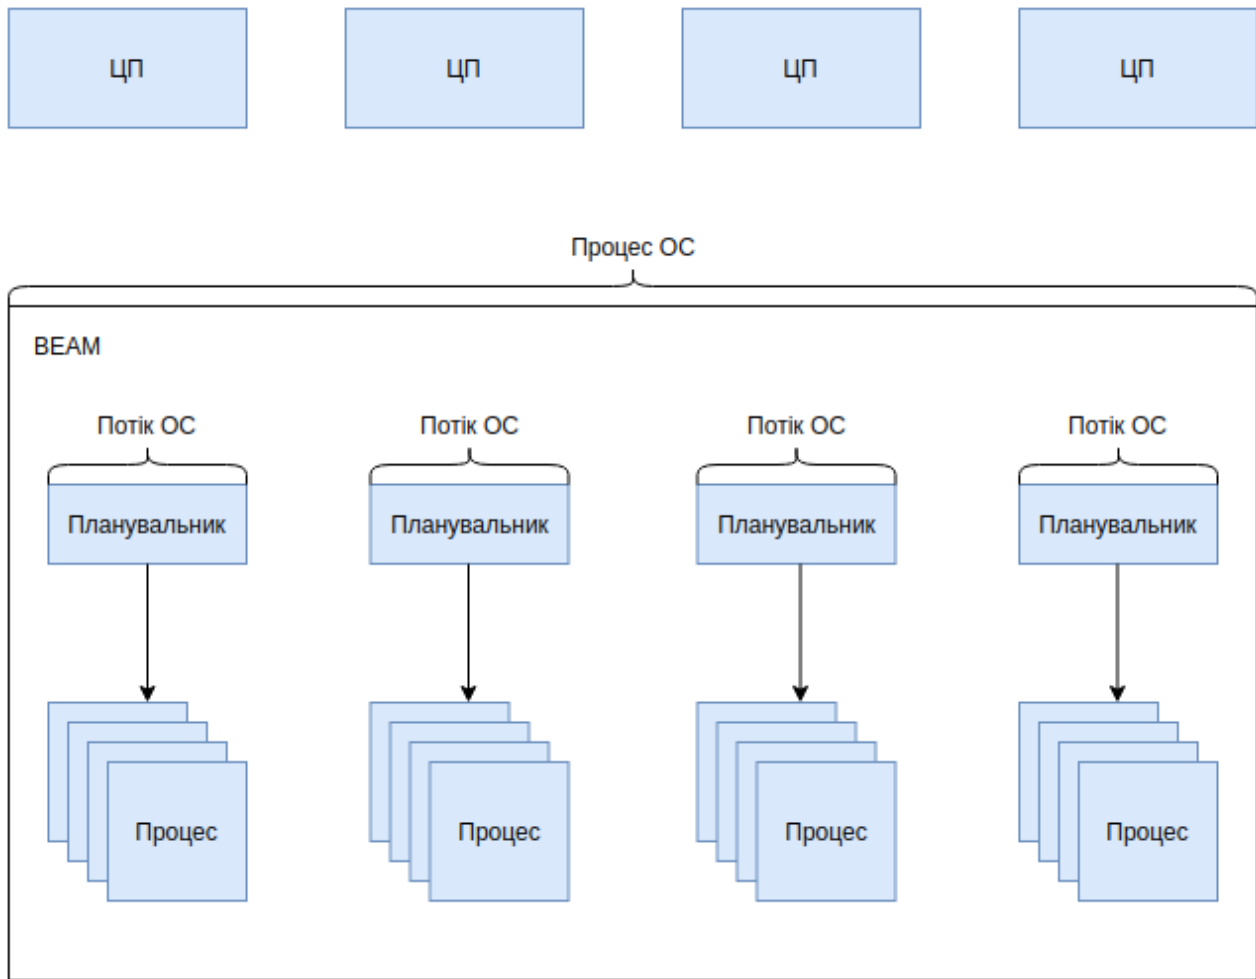 ЦП
ЦП
ЦП
ЦП
Процес ОС
BEAM
Потік ОС
Потік ОС
Потік ОС
Потік ОС
Планувальник
Планувальник
Планувальник
Планувальник
Процес
Процес
Процес
Процес